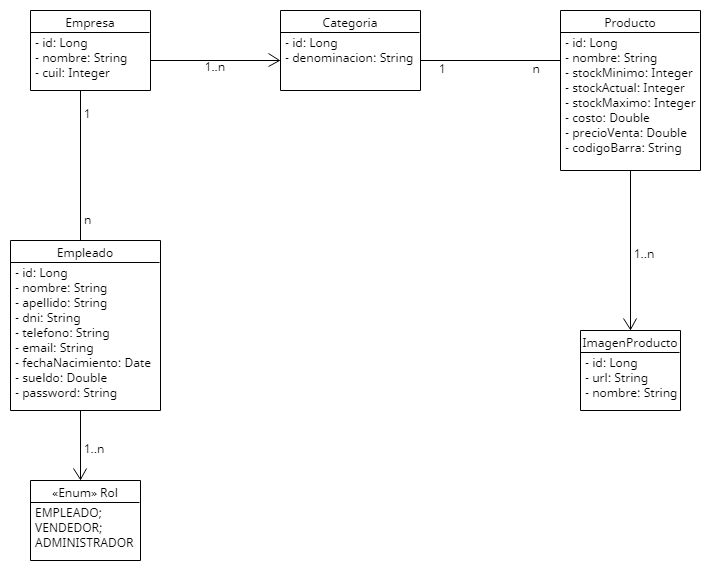 Empresa
- id: Long
- nombre: String
- cuil: Integer
1..n
Categoria
- id: Long
- denominacion: String
1
n
Producto
- id: Long
- nombre: String
- stockMinimo: Integer
- stockActual: Integer
- stockMaximo: Integer
- costo: Double
- precioVenta: Double
- codigoBarra: String
1
n
Empleado
- id: Long
- nombre: String
- apellido: String
- dni: String
- telefono: String
- email: String
- fechaNacimiento: Date
- sueldo: Double
- password: String
1..n
ImagenProducto
- id: Long
- url: String
- nombre: String
1..n
«Enum» Rol
EMPLEADO;
VENDEDOR;
ADMINISTRADOR